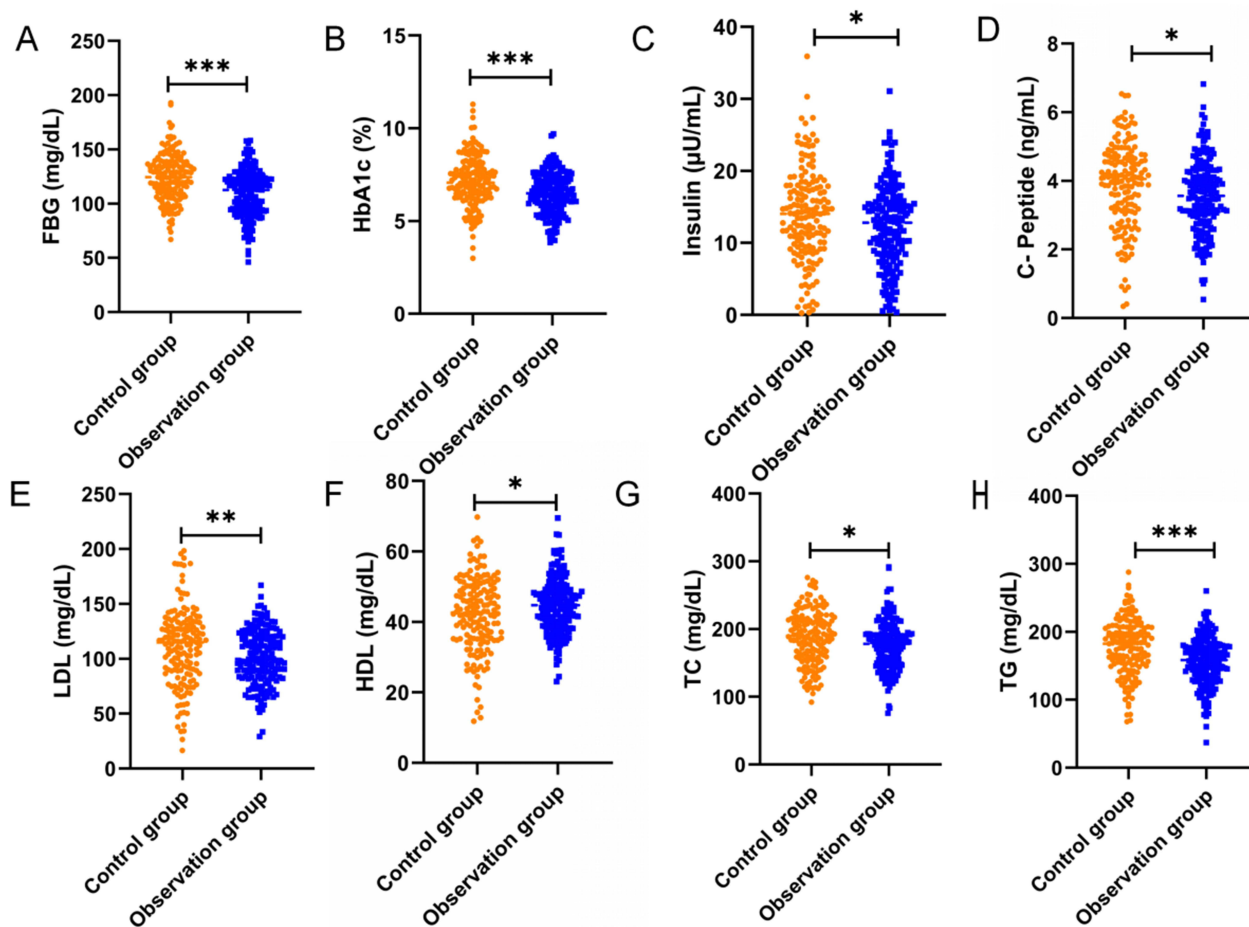 A
FBG (mg/dL)
250
200
150
100
50
0
***
Control group
Observation group
B
HbA1c (%)
15
10
5
0
***
Control group
Observation group
C
Insulin (μU/mL)
40
30
20
10
0
*
Control group
Observation group
D
C- Peptide (ng/mL)
8
6
4
2
0
*
Control group
Observation group
E
LDL (mg/dL)
250
200
150
100
50
0
**
Control group
Observation group
F
HDL (mg/dL)
80
60
40
20
0
*
Control group
Observation group
G
TC (mg/dL)
400
300
200
100
0
*
Control group
Observation group
H
TG (mg/dL)
400
300
200
100
0
***
Control group
Observation group